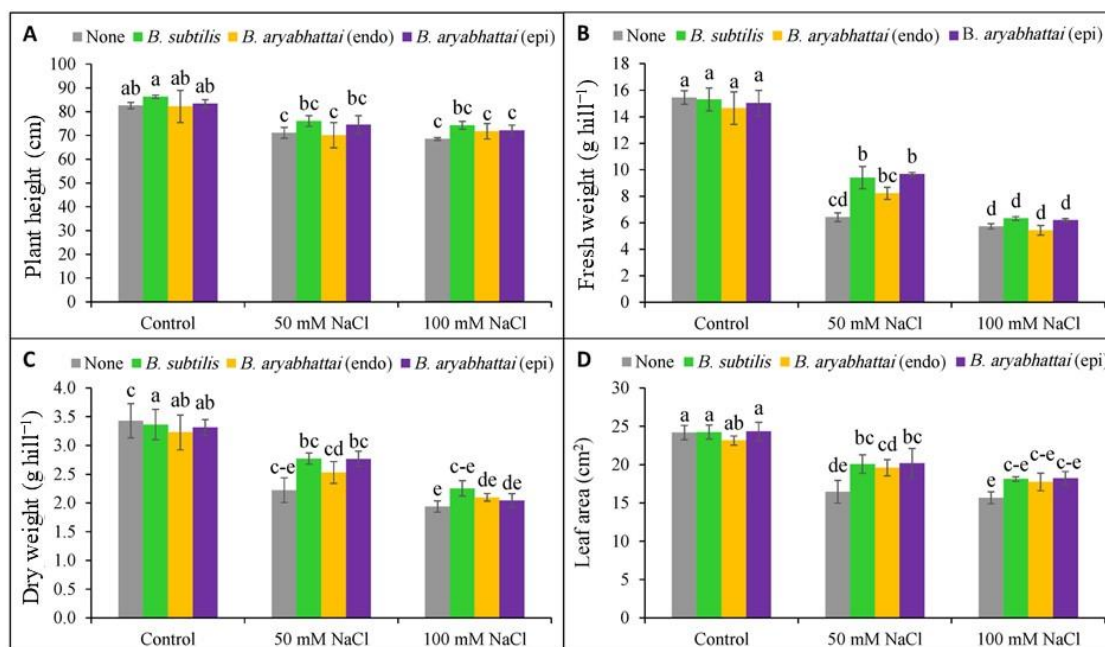 A
None B. subtilis B. aryabhattai (endo) B. aryabhattai (epi)
Plant height (cm)
100
90
80
70
60
50
40
30
20
10
0
ab a ab ab
c bc c bc
c bc c c
Control 50 mM NaCl 100 mM NaCl
B
None B. subtilis B. aryabhattai (endo) B. aryabhattai (epi)
Fresh weight (g hill⁻¹)
18
16
14
12
10
8
6
4
2
0
a a a a
cd b bc b
d d d d
Control 50 mM NaCl 100 mM NaCl
C
None B. subtilis B. aryabhattai (endo) B. aryabhattai (epi)
Dry weight (g hill⁻¹)
4.0
3.5
3.0
2.5
2.0
1.5
1.0
0.5
0.0
c a ab ab
c-e bc cd bc
e c-e de de
Control 50 mM NaCl 100 mM NaCl
D
None B. subtilis B. aryabhattai (endo) B. aryabhattai (epi)
Leaf area (cm²)
30
25
20
15
10
5
0
a a ab a
de bc cd bc
e c-e c-e c-e
Control 50 mM NaCl 100 mM NaCl